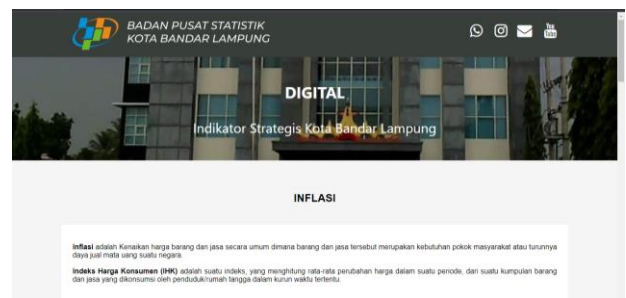 BADAN PUSAT STATISTIK
KOTA BANDAR LAMPUNG
You
Tube
DIGITAL
Indikator Strategis Kota Bandar Lampung
INFLASI
Inflasi adalah Kenaikan harga barang dan jasa secara umum dimana barang dan jasa tersebut merupakan kebutuhan pokok masyarakat atau turunnya
daya jual mata uang suatu negara.
Indeks Harga Konsumen (IHK) adalah suatu indeks, yang menghitung rata-rata perubahan harga dalam suatu periode, dari suatu kumpulan barang
dan jasa yang dikonsumsi oleh penduduk/rumah tangga dalam kurun waktu tertentu.